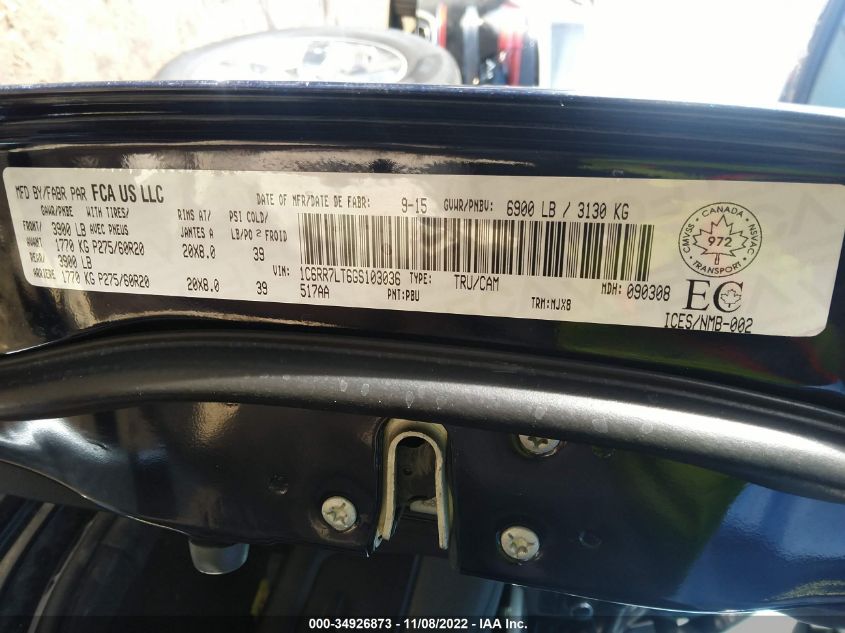 MFD BY/FABR PAR FCA US LLC
DATE OF MFR/DATE DE FABR: 9-15 GVWR/PNBV: 6900 LB / 3130 KG
GAWR/PNBE WITH TIRES/ RIMS AT/ PSI COLD/
FRONT/ 3900 LB AVEC PNEUS JANTES A LB/PO 2 FROID
AVANT 1770 KG P275/60R20 20X8.0 39
REAR/ 3900 LB
ARRIERE 1770 KG P275/60R20 20X8.0 39
VIN: 1C6RR7LT6GS103036 TYPE: TRU/CAM MDH: 090308
517AA PNT:PBU TRM:MJX8
CANADA
CMVSS 972 NSVAC
TRANSPORT
EC
ICES/NMB-002
000-34926873 — 11/08/2022 — IAA Inc.